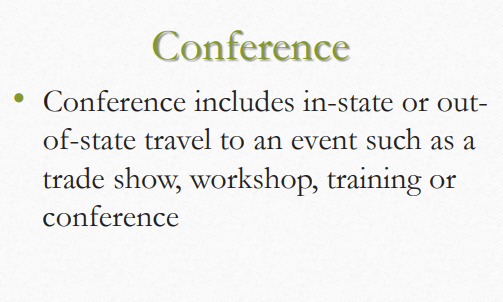 Conference
• Conference includes in-state or out-
of-state travel to an event such as a
trade show, workshop, training or
conference